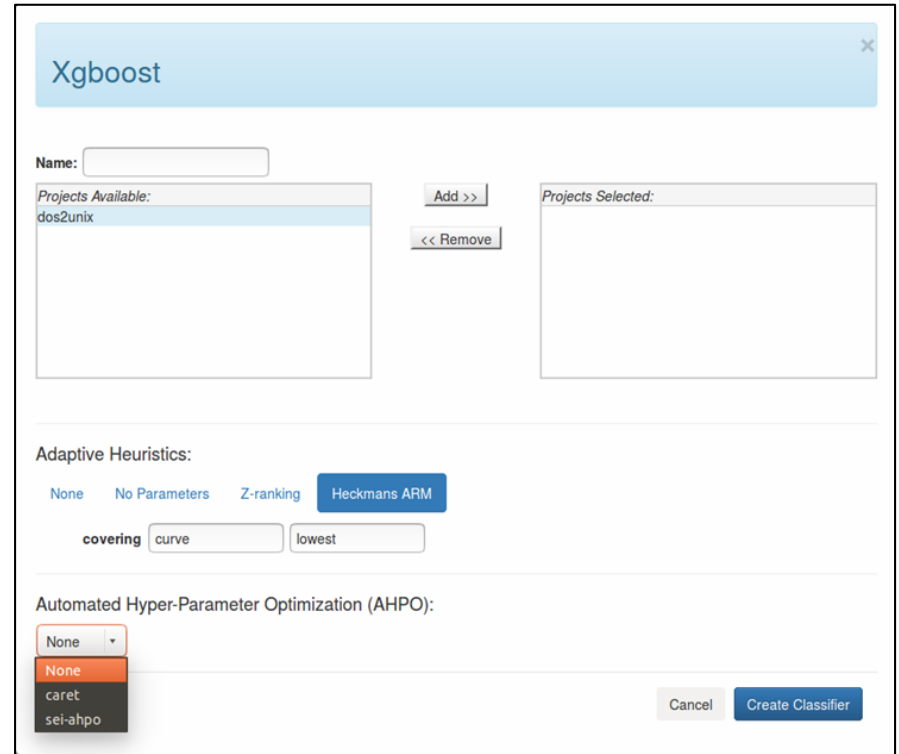 Xgboost
×
Name:
Projects Available:
dos2unix
Add >>
<< Remove
Projects Selected:
Adaptive Heuristics:
None No Parameters Z-ranking Heckmans ARM
covering curve lowest
Automated Hyper-Parameter Optimization (AHPO):
None
None
caret
sei-ahpo
Cancel Create Classifier